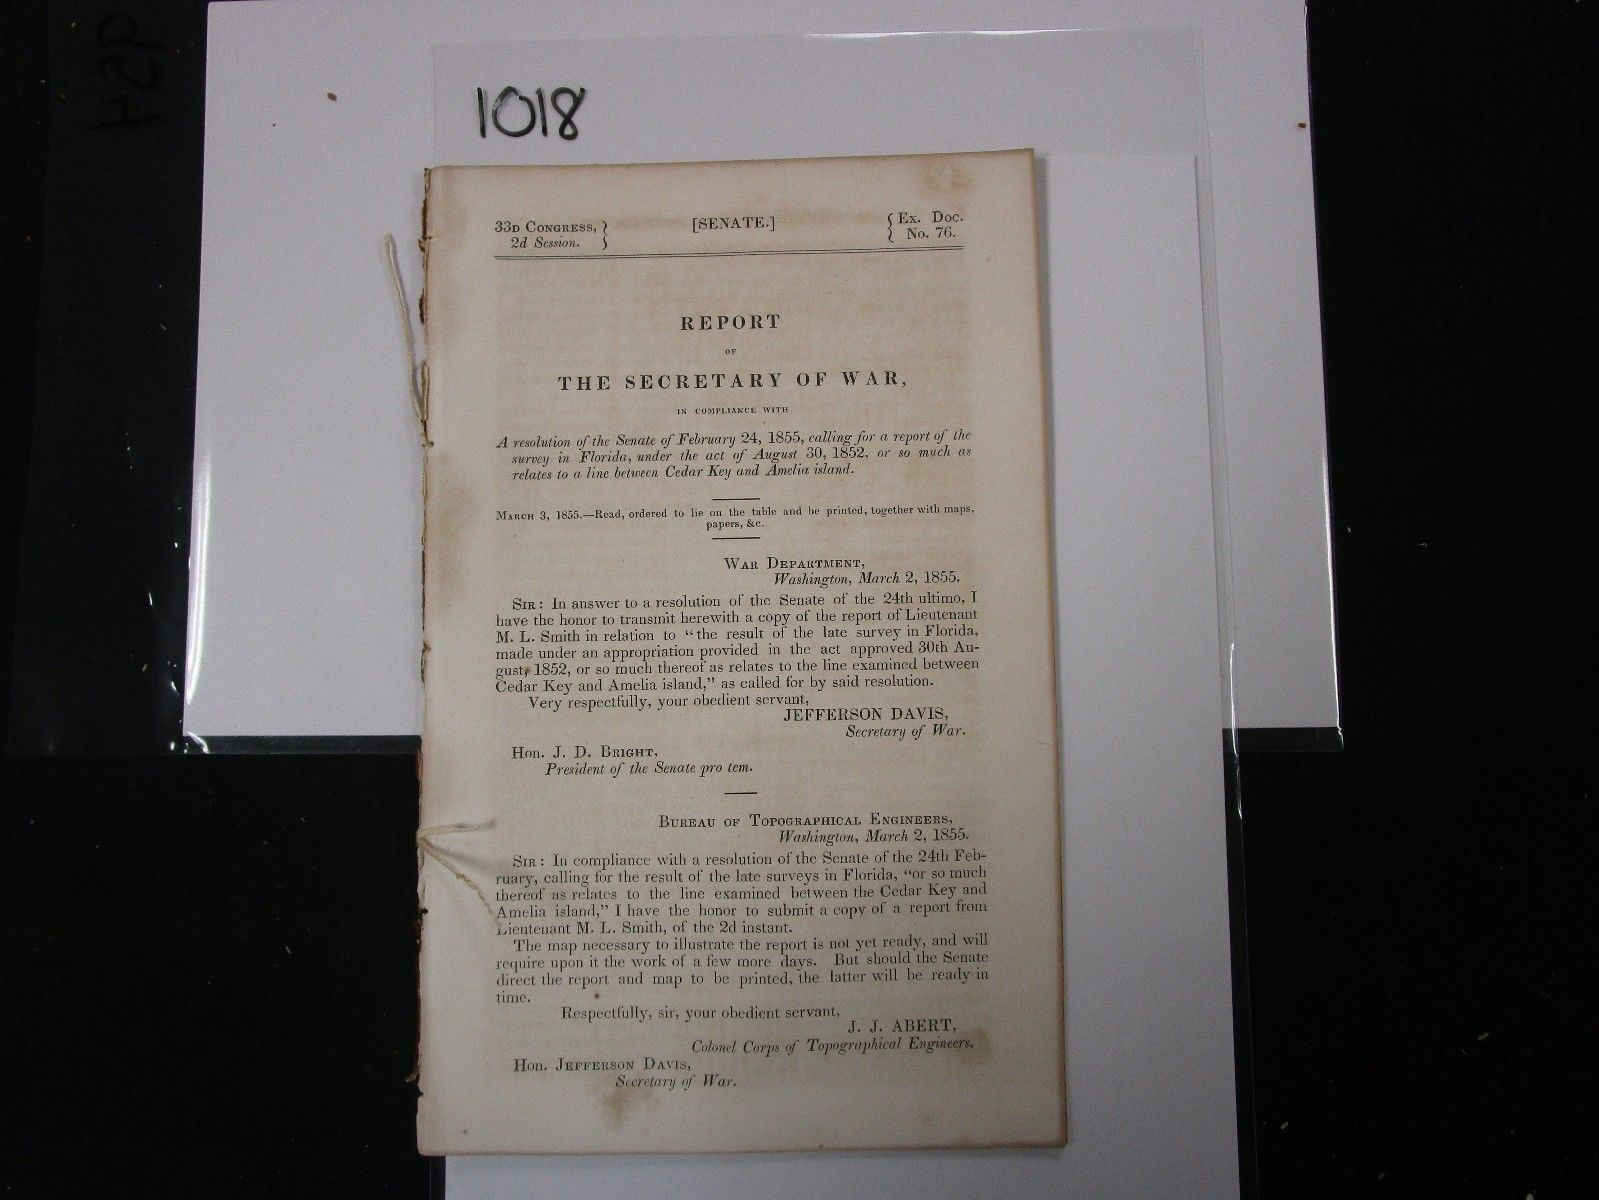 H2P
1018
33D CONGRESS, } [SENATE.] { EX. DOC.
2d Session. } { No. 76.
REPORT
OF
THE SECRETARY OF WAR,
IN COMPLIANCE WITH
A resolution of the Senate of February 24, 1855, calling for a report of the
survey in Florida, under the act of August 30, 1852, or so much as
relates to a line between Cedar Key and Amelia island.
MARCH 3, 1855.—Read, ordered to lie on the table and be printed, together with maps,
papers, &c.
WAR DEPARTMENT,
Washington, March 2, 1855.
SIR: In answer to a resolution of the Senate of the 24th ultimo, I
have the honor to transmit herewith a copy of the report of Lieutenant
M. L. Smith in relation to “the result of the late survey in Florida,
made under an appropriation provided in the act approved 30th Au-
gust, 1852, or so much thereof as relates to the line examined between
Cedar Key and Amelia island,” as called for by said resolution.
Very respectfully, your obedient servant,
JEFFERSON DAVIS,
Secretary of War.
Hon. J. D. BRIGHT,
President of the Senate pro tem.
BUREAU OF TOPOGRAPHICAL ENGINEERS,
Washington, March 2, 1855.
SIR: In compliance with a resolution of the Senate of the 24th Feb-
ruary, calling for the result of the late surveys in Florida, “or so much
thereof as relates to the line examined between the Cedar Key and
Amelia island,” I have the honor to submit a copy of a report from
Lieutenant M. L. Smith, of the 2d instant.
The map necessary to illustrate the report is not yet ready, and will
require upon it the work of a few more days. But should the Senate
direct the report and map to be printed, the latter will be ready in
time.
Respectfully, sir, your obedient servant,
J. J. ABERT,
Colonel Corps of Topographical Engineers.
Hon. JEFFERSON DAVIS,
Secretary of War.